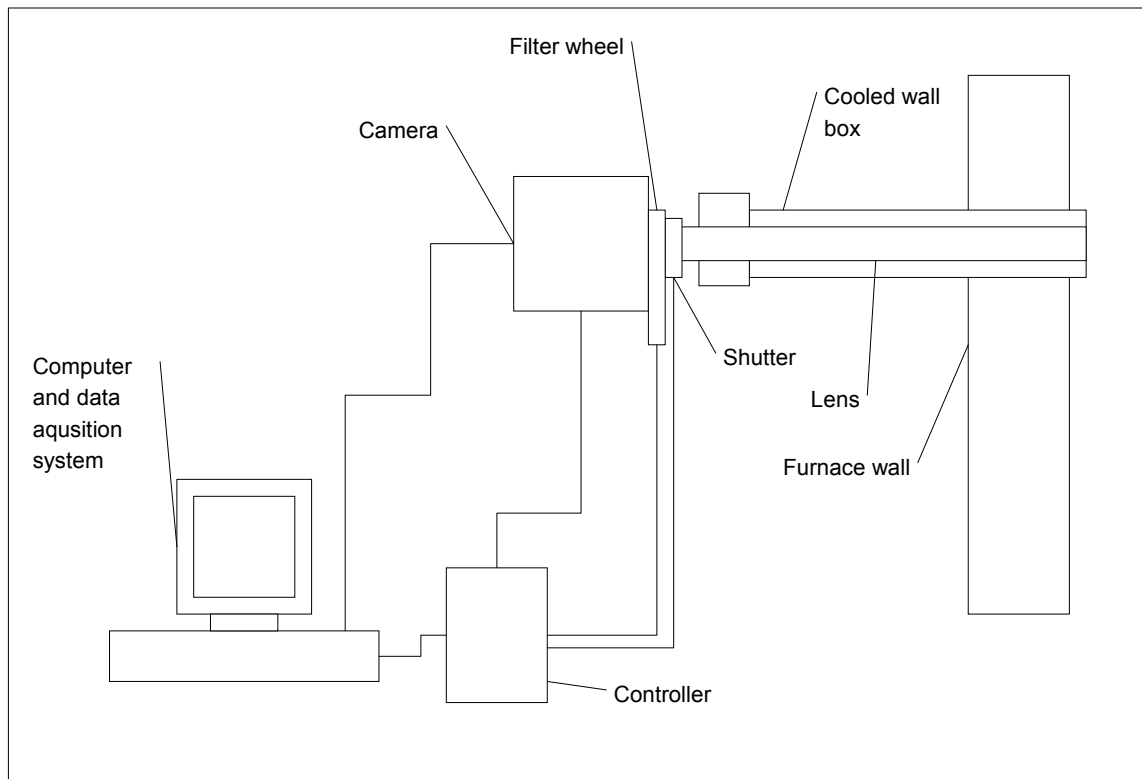 Filter wheel
Cooled wall
box
Camera
Shutter
Computer
and data
aqusition
system
Lens
Furnace wall
Controller